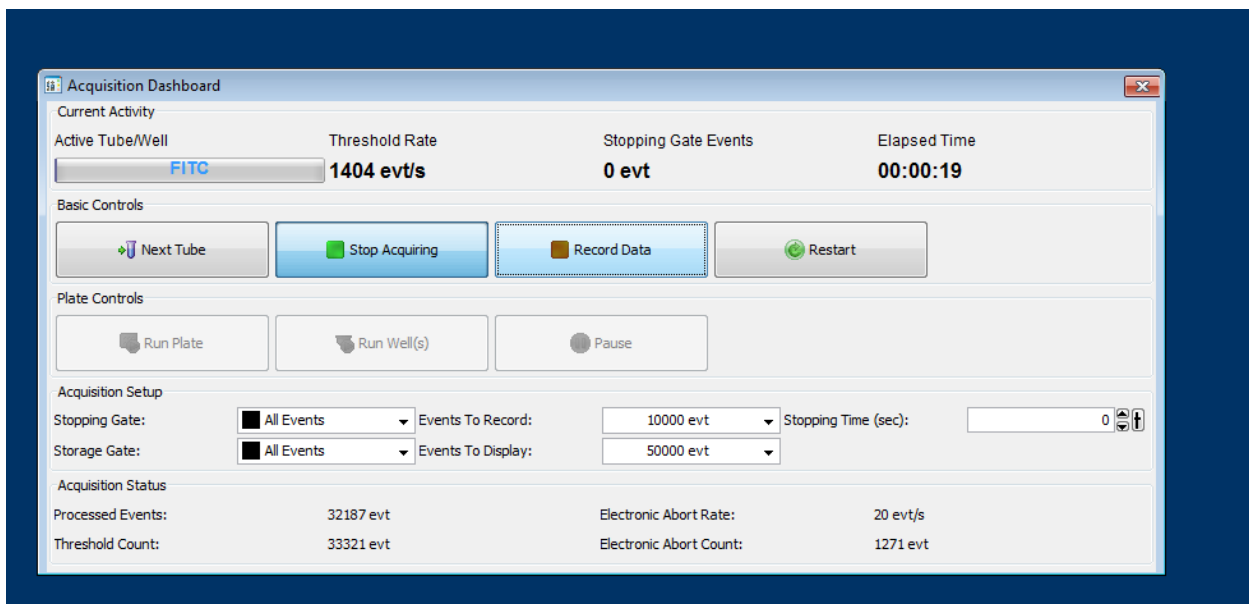 Acquisition Dashboard
Current Activity
Active Tube/Well Threshold Rate Stopping Gate Events Elapsed Time
FITC 1404 evt/s 0 evt 00:00:19
Basic Controls
Next Tube Stop Acquiring Record Data Restart
Plate Controls
Run Plate Run Well(s) Pause
Acquisition Setup
Stopping Gate: All Events Events To Record: 10000 evt Stopping Time (sec): 0
Storage Gate: All Events Events To Display: 50000 evt
Acquisition Status
Processed Events: 32187 evt Electronic Abort Rate: 20 evt/s
Threshold Count: 33321 evt Electronic Abort Count: 1271 evt